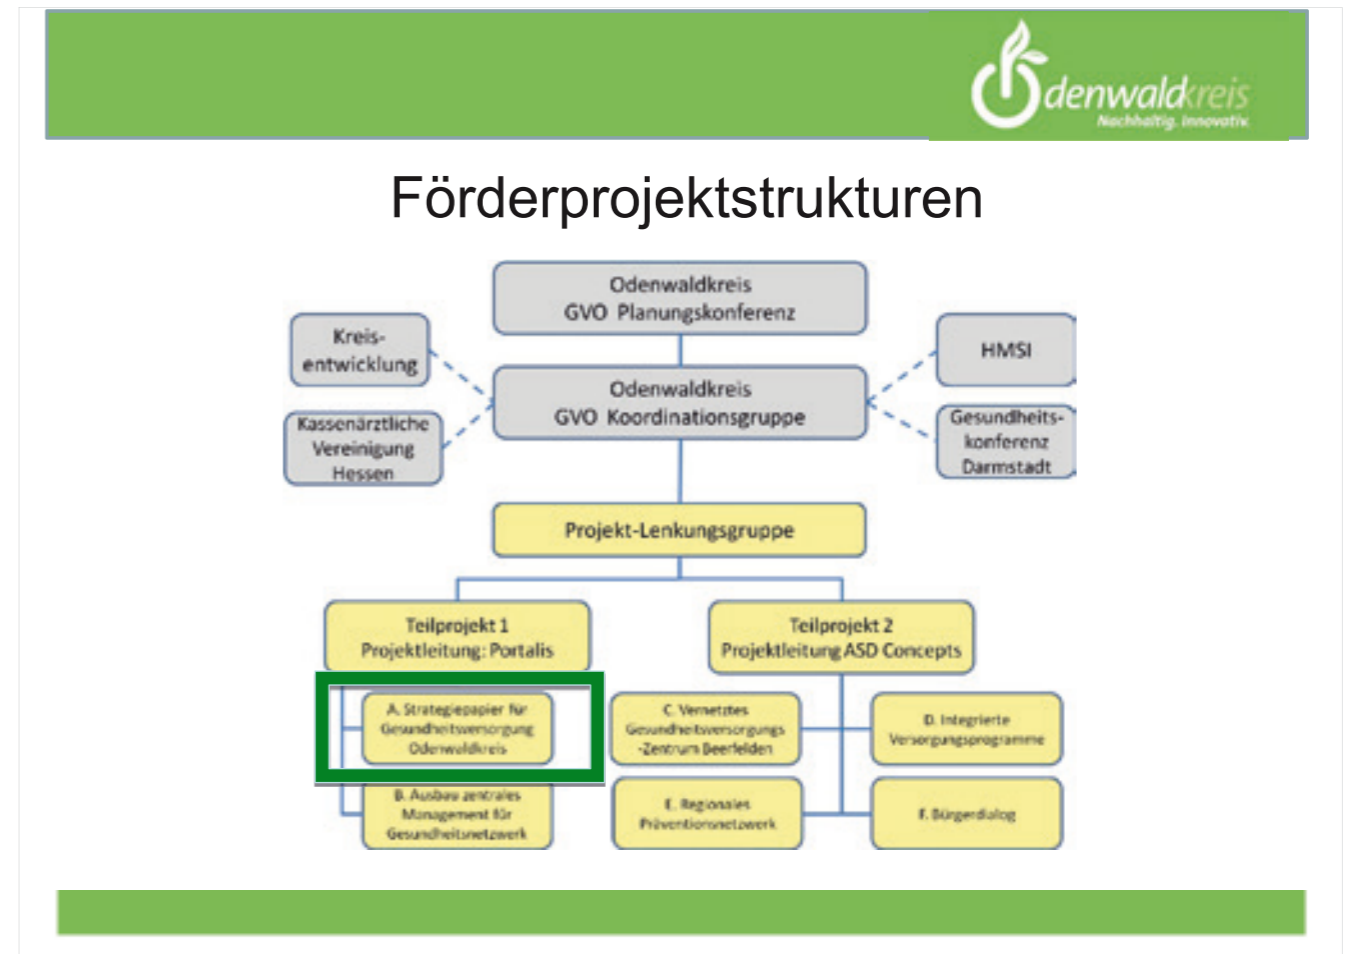 Odenwaldkreis
Nachhaltig. Innovativ.
Förderprojektstrukturen
Odenwaldkreis
GVO Planungskonferenz
Kreis-
entwicklung
HMSI
Odenwaldkreis
GVO Koordinationsgruppe
Kassenärztliche
Vereinigung
Hessen
Gesundheits-
konferenz
Darmstadt
Projekt-Lenkungsgruppe
Teilprojekt 1
Projektleitung: Portalis
Teilprojekt 2
Projektleitung ASD Concepts
A. Strategiepapier für
Gesundheitsversorgung
Odenwaldkreis
C. Vernetztes
Gesundheitsversorgungs
-Zentrum Beerfelden
D. Integrierte
Versorgungsprogramme
B. Ausbau zentrales
Management für
Gesundheitsnetzwerk
E. Regionales
Präventionsnetzwerk
F. Bürgerdialog